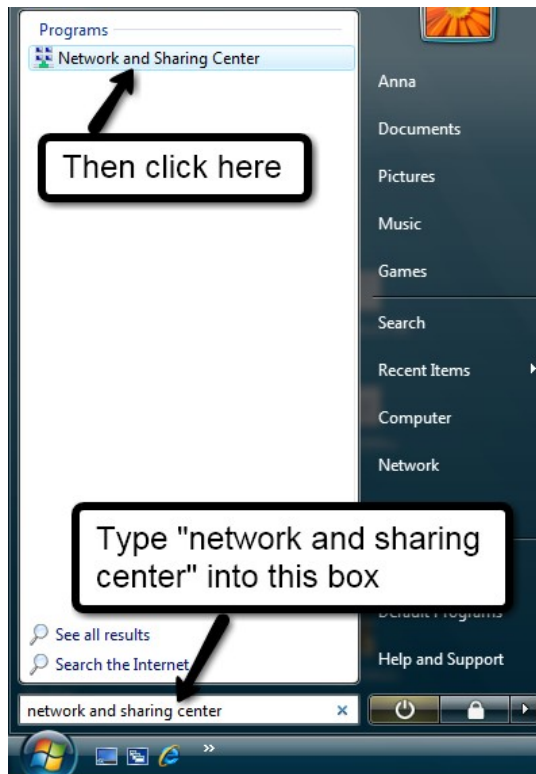 Programs
Network and Sharing Center
Then click here
Anna
Documents
Pictures
Music
Games
Search
Recent Items
Computer
Network
Type "network and sharing
center" into this box
Default Programs
See all results
Search the Internet
Help and Support
network and sharing center